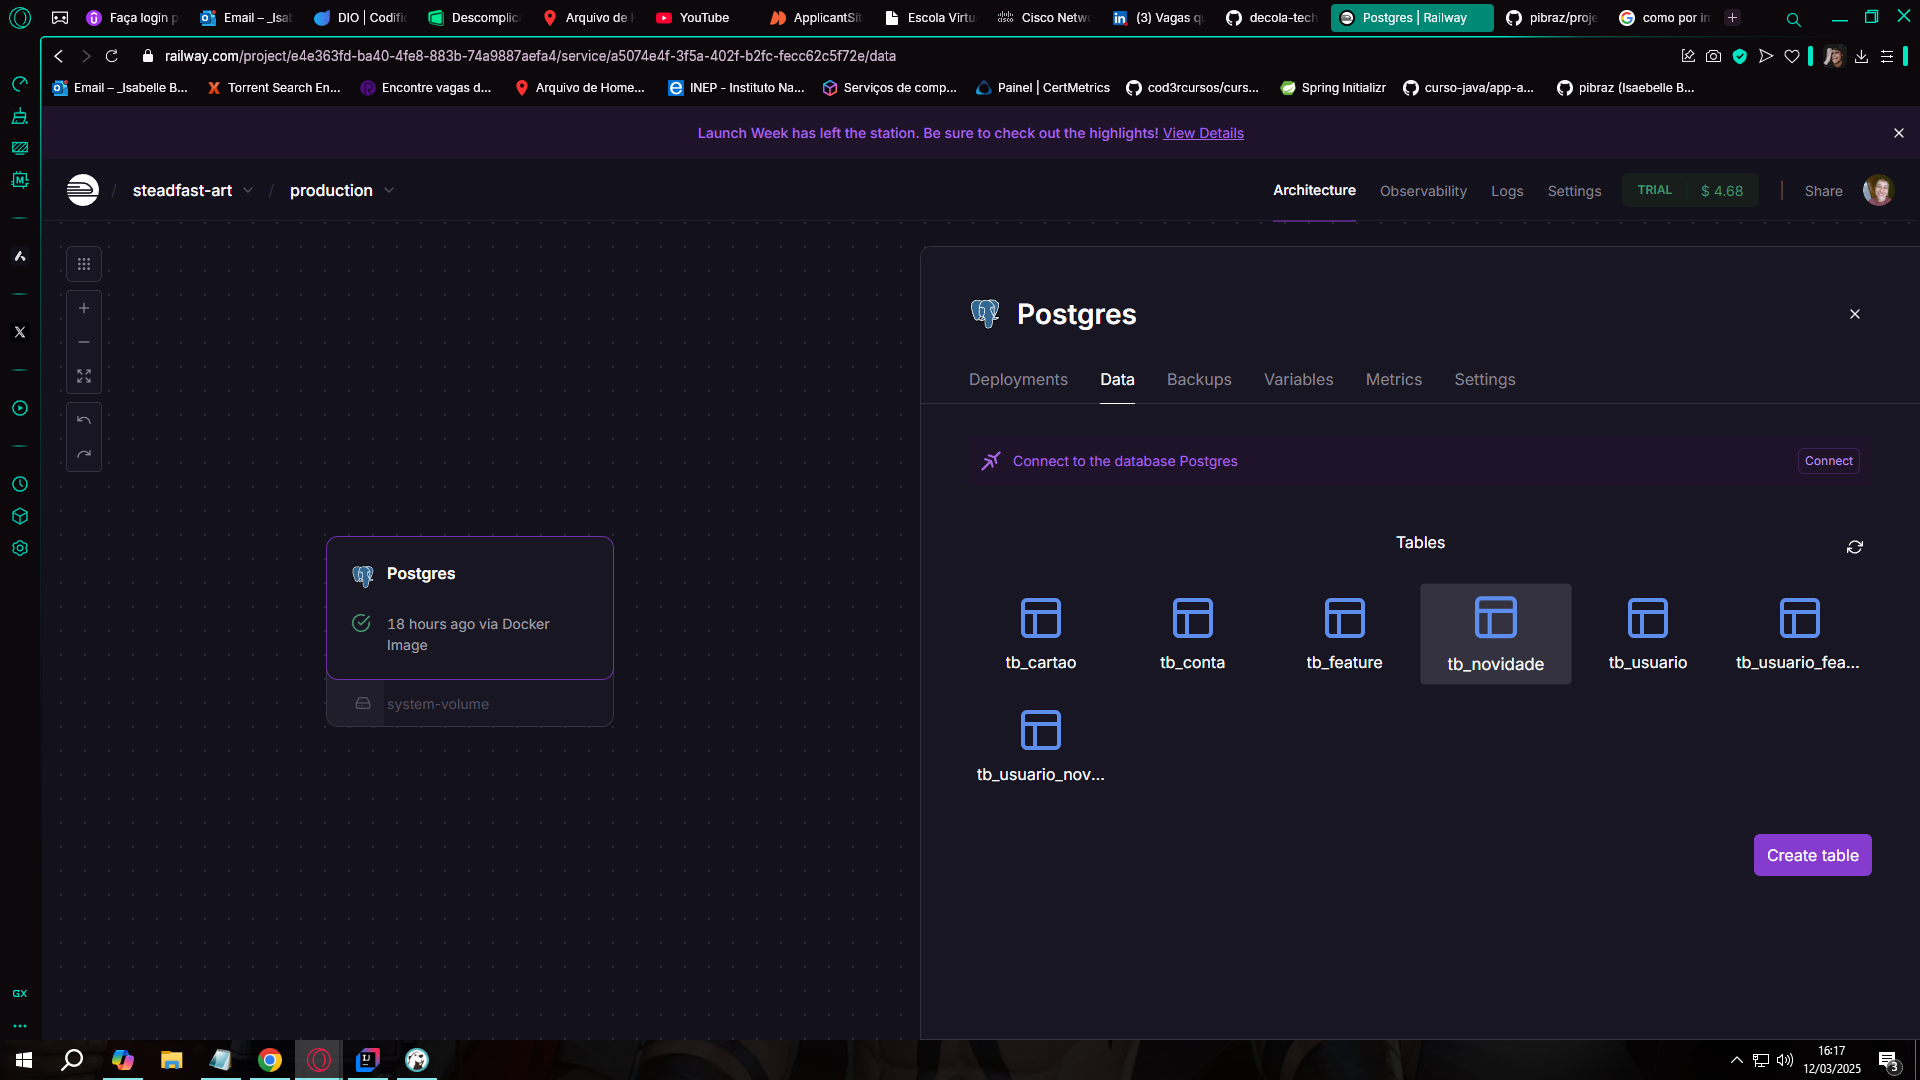 Faça login p
Email – _Isal
DIO | Codific
Descomplic
Arquivo de H
YouTube
ApplicantSit
Escola Virtu
Cisco Netw
(3) Vagas qu
decola-tech
Postgres | Railway
pibraz/proje
como por in
railway.com/project/e4e363fd-ba40-4fe8-883b-74a9887aefa4/service/a5074e4f-3f5a-402f-b2fc-fecc62c5f72e/data
Email – _Isabelle B...
Torrent Search En...
Encontre vagas d...
Arquivo de Home...
INEP - Instituto Na...
Serviços de comp...
Painel | CertMetrics
cod3rcursos/curs...
Spring Initializr
curso-java/app-a...
pibraz (Isaebelle B...
Launch Week has left the station. Be sure to check out the highlights! View Details
/ steadfast-art / production
Architecture
Observability
Logs
Settings
TRIAL $ 4.68
Share
Postgres
Deployments
Data
Backups
Variables
Metrics
Settings
Connect to the database Postgres
Connect
Tables
tb_cartao
tb_conta
tb_feature
tb_novidade
tb_usuario
tb_usuario_fea...
tb_usuario_nov...
Create table
Postgres
18 hours ago via Docker
Image
system-volume
GX
16:17
12/03/2025
3